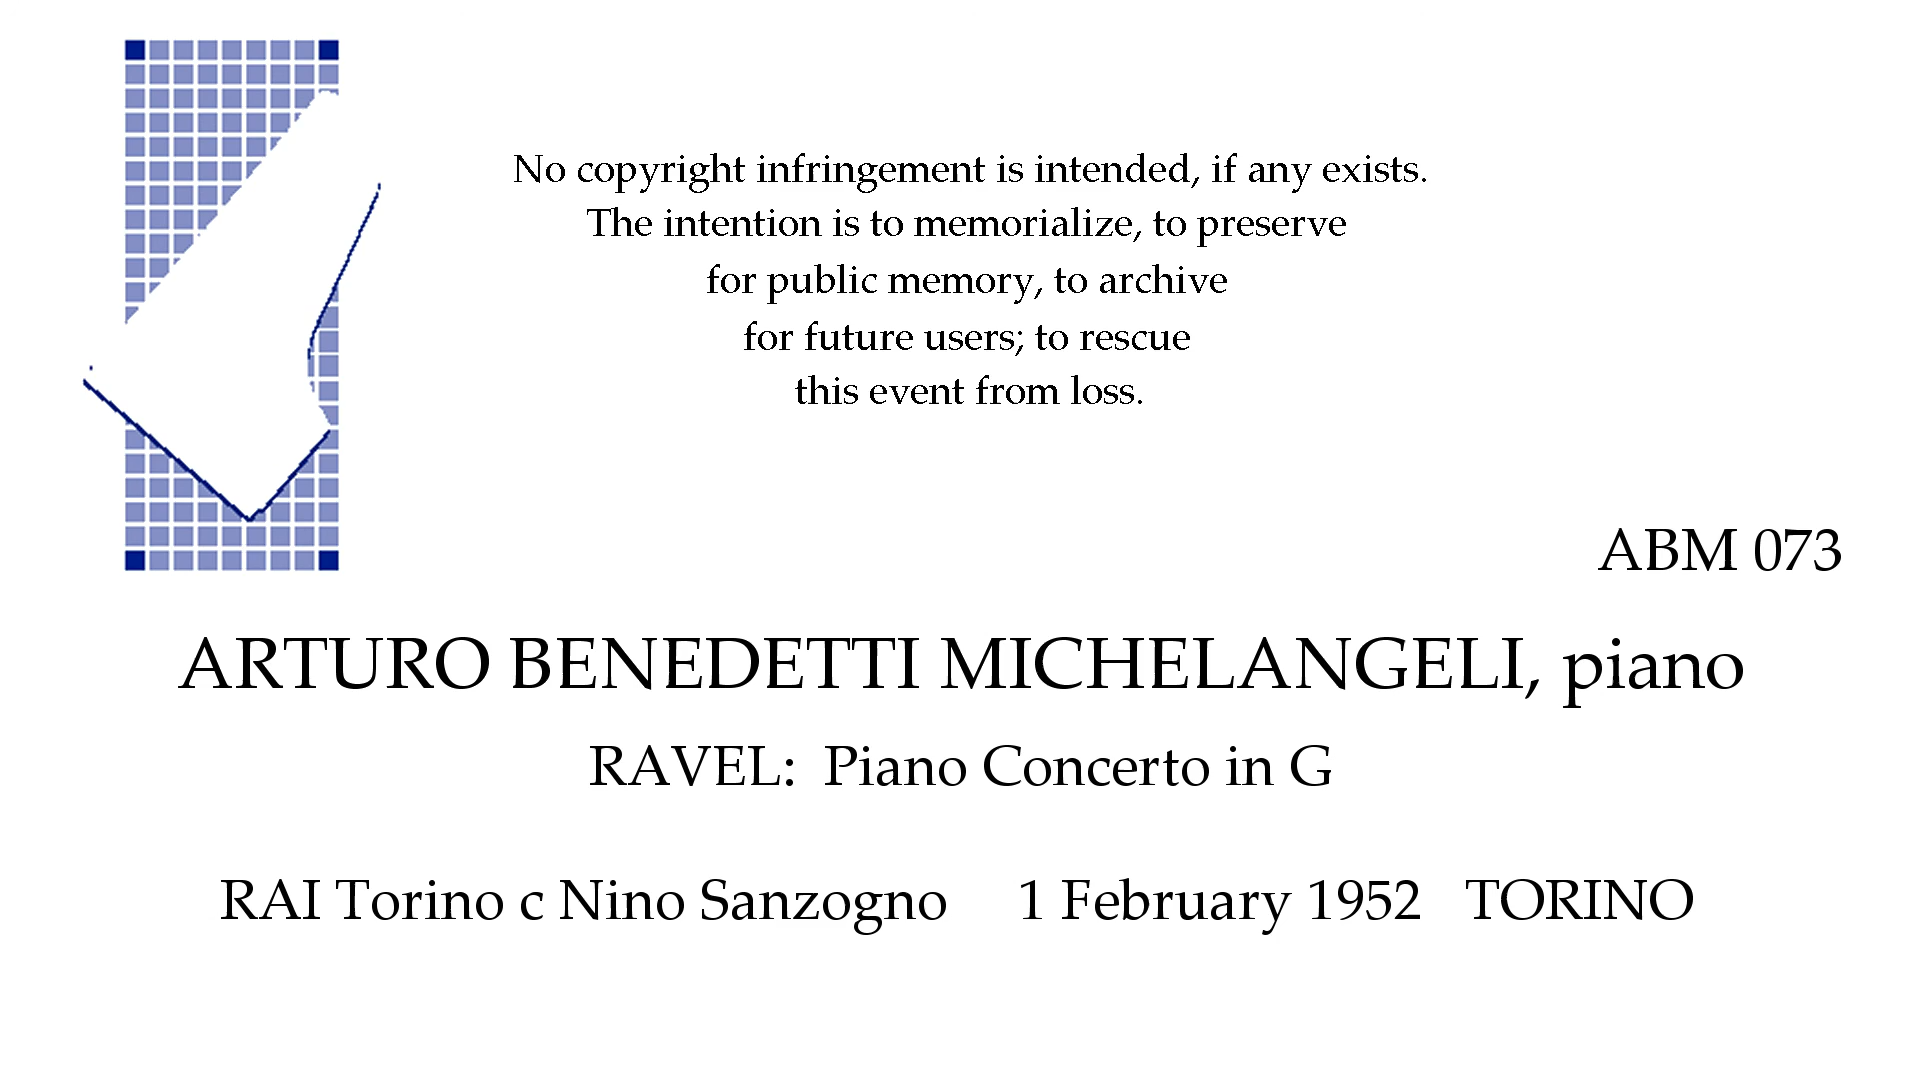 No copyright infringement is intended, if any exists.
The intention is to memorialize, to preserve
for public memory, to archive
for future users; to rescue
this event from loss.
ABM 073
ARTURO BENEDETTI MICHELANGELI, piano
RAVEL:  Piano Concerto in G
RAI Torino c Nino Sanzogno     1 February 1952   TORINO